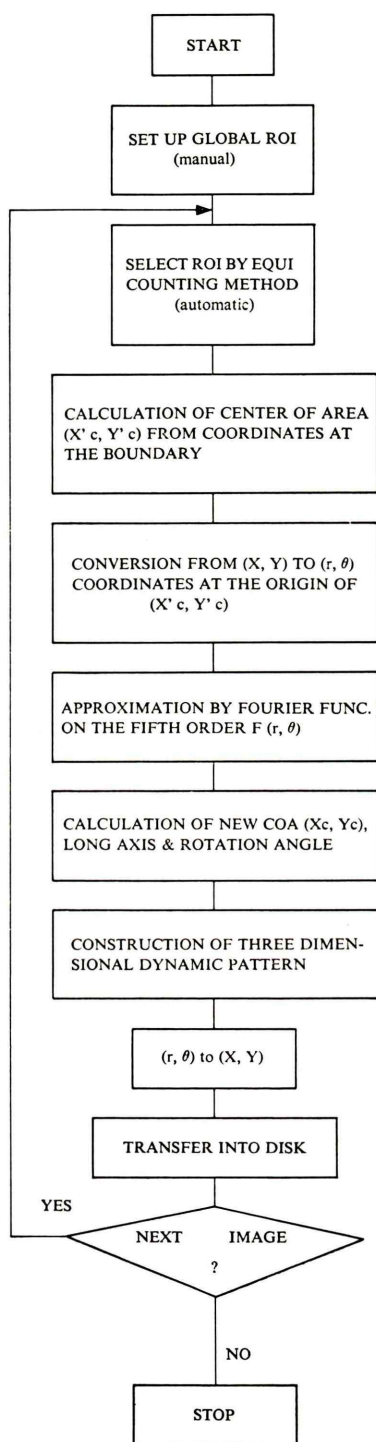 START
SET UP GLOBAL ROI
(manual)
SELECT ROI BY EQUI
COUNTING METHOD
(automatic)
CALCULATION OF CENTER OF AREA
(X' c, Y' c) FROM COORDINATES AT
THE BOUNDARY
CONVERSION FROM (X, Y) TO (r, θ)
COORDINATES AT THE ORIGIN OF
(X' c, Y' c)
APPROXIMATION BY FOURIER FUNC.
ON THE FIFTH ORDER F (r, θ)
CALCULATION OF NEW COA (Xc, Yc),
LONG AXIS & ROTATION ANGLE
CONSTRUCTION OF THREE DIMEN-
SIONAL DYNAMIC PATTERN
(r, θ) to (X, Y)
TRANSFER INTO DISK
YES
NEXT IMAGE
?
NO
STOP